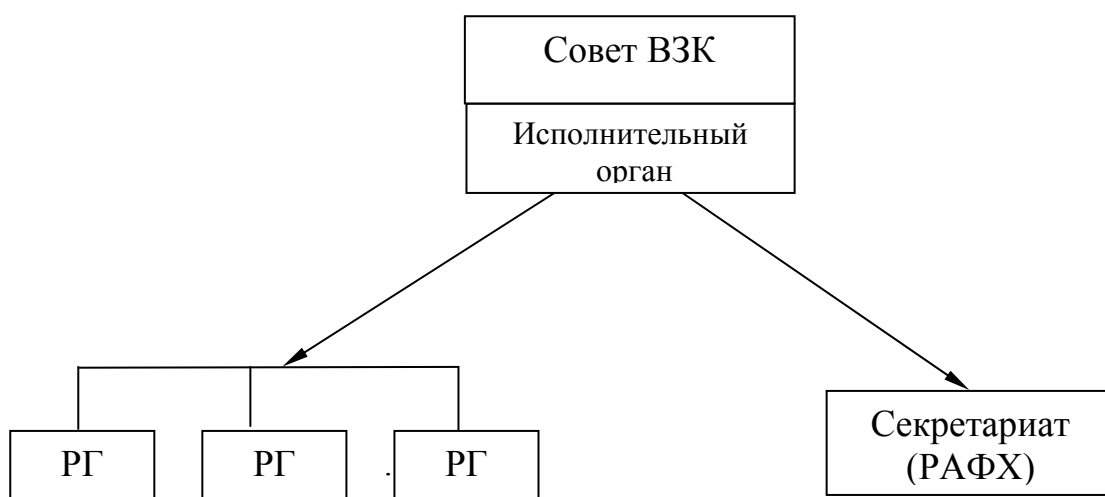 Совет ВЗК
Исполнительный
орган
РГ РГ . РГ
Секретариат
(РАФХ)